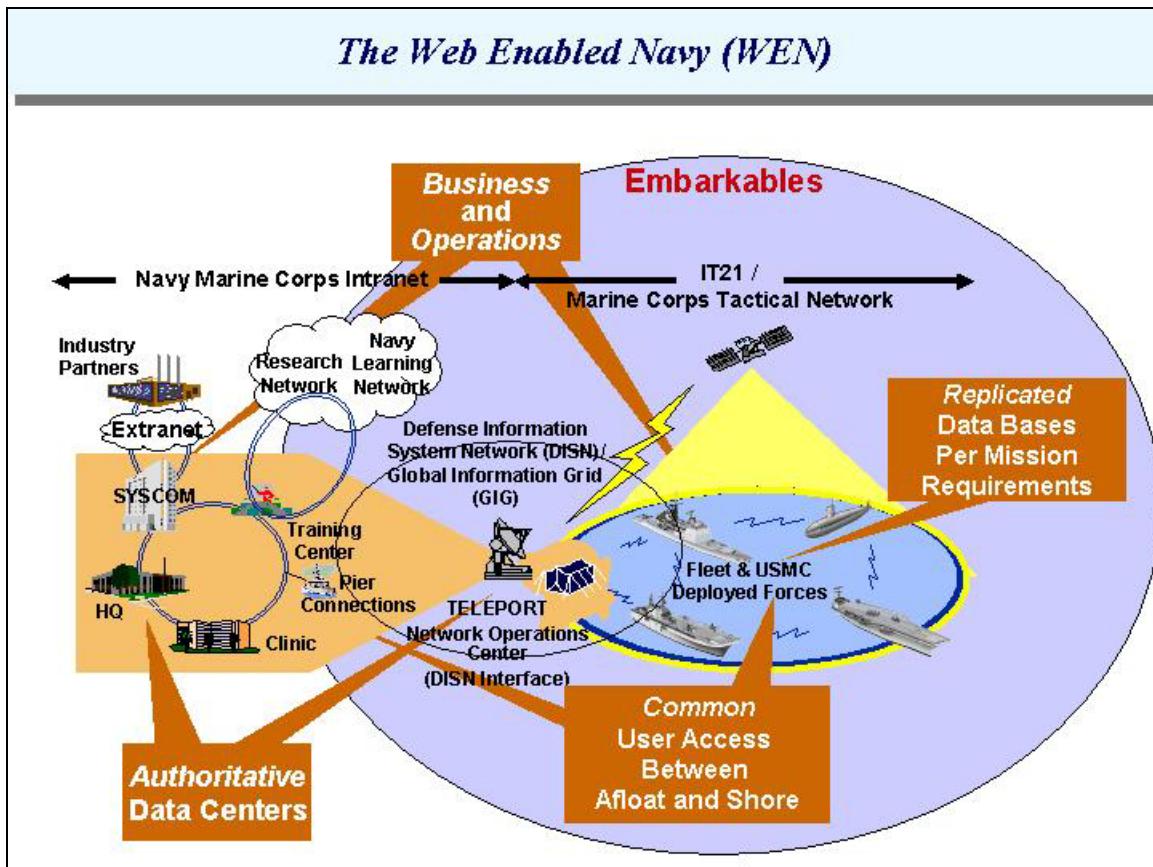 The Web Enabled Navy (WEN)
Business
and
Operations
Embarkables
Navy Marine Corps Intranet
IT21 /
Marine Corps Tactical Network
Industry
Partners
Research
Network
Navy
Learning
Network
Extranet
Defense Information
System Network (DISN) /
Global Information Grid
(GIG)
Replicated
Data Bases
Per Mission
Requirements
SYSCOM
Training
Center
Pier
Connections
HQ
Clinic
TELEPORT
Network Operations
Center
(DISN Interface)
Fleet & USMC
Deployed Forces
Common
User Access
Between
Afloat and Shore
Authoritative
Data Centers